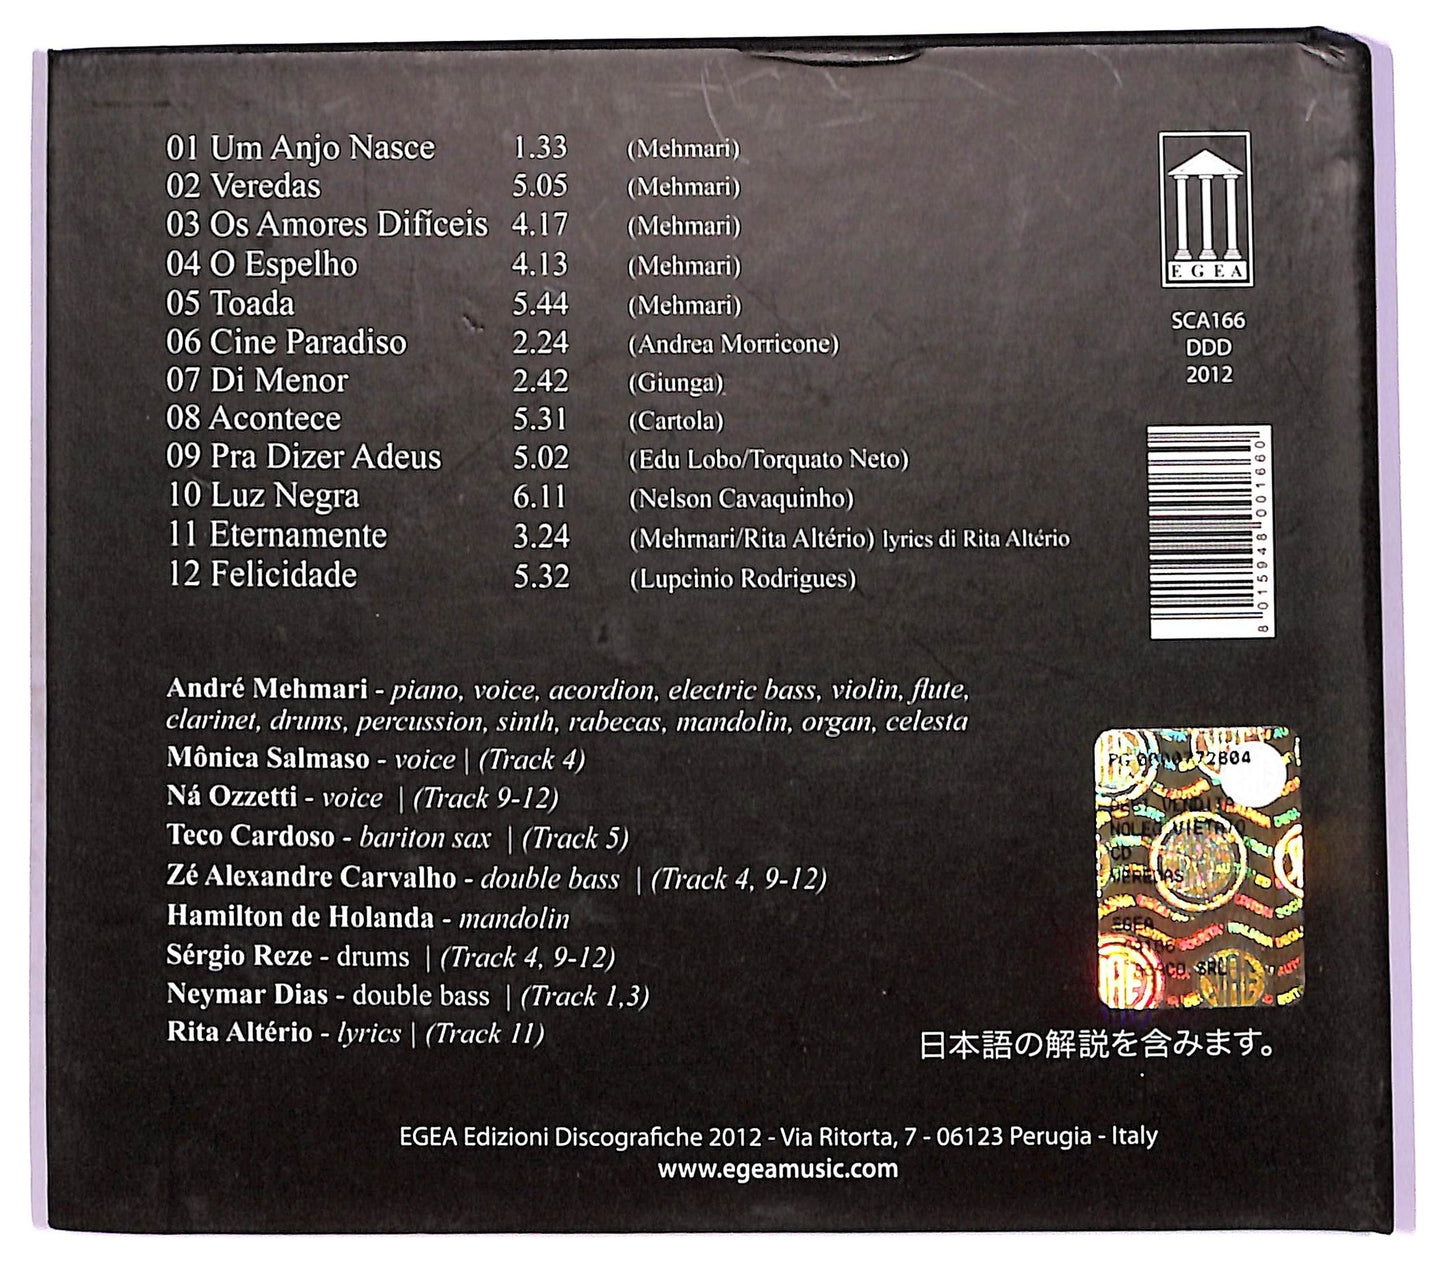 01 Um Anjo Nasce 1.33 (Mehmari)
02 Veredas 5.05 (Mehmari)
03 Os Amores Difíceis 4.17 (Mehmari)
04 O Espelho 4.13 (Mehmari)
05 Toada 5.44 (Mehmari)
06 Cine Paradiso 2.24 (Andrea Morricone)
07 Di Menor 2.42 (Giunga)
08 Acontece 5.31 (Cartola)
09 Pra Dizer Adeus 5.02 (Edu Lobo/Torquato Neto)
10 Luz Negra 6.11 (Nelson Cavaquinho)
11 Eternamente 3.24 (Mehrnari/Rita Altério) lyrics di Rita Altério
12 Felicidade 5.32 (Lupcinio Rodrigues)
EGEA
SCA166
DDD
2012
8 015948 001660
André Mehmari - piano, voice, acordion, electric bass, violin, flute,
clarinet, drums, percussion, sinth, rabecas, mandolin, organ, celesta
Mônica Salmaso - voice | (Track 4)
Ná Ozzetti - voice | (Track 9-12)
Teco Cardoso - bariton sax | (Track 5)
Zé Alexandre Carvalho - double bass | (Track 4, 9-12)
Hamilton de Holanda - mandolin
Sérgio Reze - drums | (Track 4, 9-12)
Neymar Dias - double bass | (Track 1,3)
Rita Altério - lyrics | (Track 11)
NOLEG VIETATO
CD
VEREDAS
EGEA
SRL
日本語の解説を含みます。
EGEA Edizioni Discografiche 2012 - Via Ritorta, 7 - 06123 Perugia - Italy
www.egeamusic.com